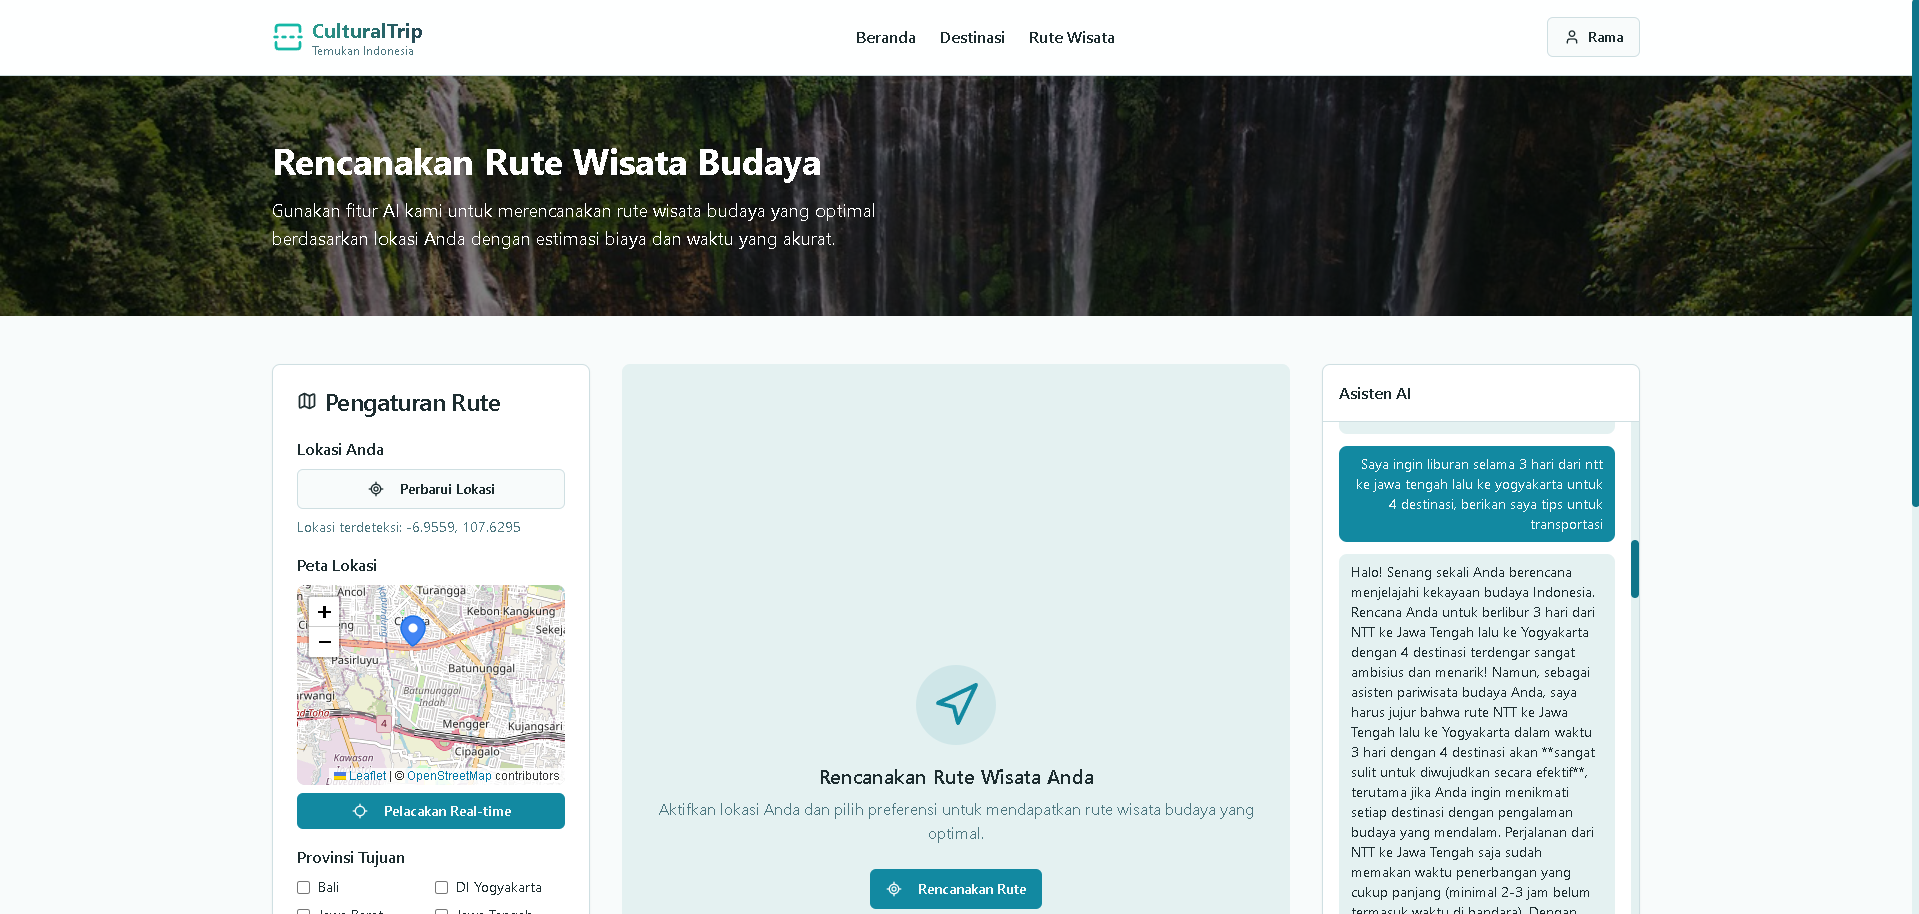 CulturalTrip
Temukan Indonesia
Beranda
Destinasi
Rute Wisata
Rama
Rencanakan Rute Wisata Budaya
Gunakan fitur AI kami untuk merencanakan rute wisata budaya yang optimal
berdasarkan lokasi Anda dengan estimasi biaya dan waktu yang akurat.
Pengaturan Rute
Lokasi Anda
Perbarui Lokasi
Lokasi terdeteksi: -6.9559, 107.6295
Peta Lokasi
Ancol
Turangga
Kebon Kangkung
+
−
Pasirluyu
Batununggal
Batununggal
Indah
4
Mengger
Kujangsari
Cipagalo
Kawasan
Leaflet | © OpenStreetMap contributors
Pelacakan Real-time
Provinsi Tujuan
Bali
DI Yogyakarta
Jawa Barat
Jawa Tengah
Rencanakan Rute Wisata Anda
Aktifkan lokasi Anda dan pilih preferensi untuk mendapatkan rute wisata budaya yang
optimal.
Rencanakan Rute
Asisten AI
Saya ingin liburan selama 3 hari dari ntt
ke jawa tengah lalu ke yogyakarta untuk
4 destinasi, berikan saya tips untuk
transportasi
Halo! Senang sekali Anda berencana
menjelajahi kekayaan budaya Indonesia.
Rencana Anda untuk berlibur 3 hari dari
NTT ke Jawa Tengah lalu ke Yogyakarta
dengan 4 destinasi terdengar sangat
ambisius dan menarik! Namun, sebagai
asisten pariwisata budaya Anda, saya
harus jujur bahwa rute NTT ke Jawa
Tengah lalu ke Yogyakarta dalam waktu
3 hari dengan 4 destinasi akan **sangat
sulit untuk diwujudkan secara efektif**,
terutama jika Anda ingin menikmati
setiap destinasi dengan pengalaman
budaya yang mendalam. Perjalanan dari
NTT ke Jawa Tengah saja sudah
memakan waktu penerbangan yang
cukup panjang (minimal 2-3 jam belum
termasuk waktu di bandara). Dengan